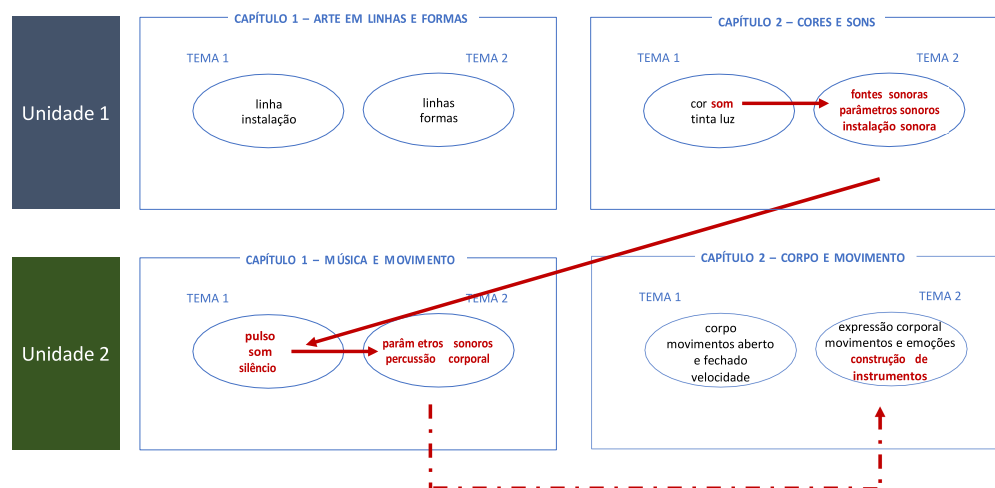 Unidade 1
CAPÍTULO 1 – ARTE EM LINHAS E FORMAS
TEMA 1
linha
instalação
TEMA 2
linhas
formas
CAPÍTULO 2 – CORES E SONS
TEMA 1
cor som
tinta luz
TEMA 2
fontes sonoras
parâmetros sonoros
instalação sonora
Unidade 2
CAPÍTULO 1 – MÚSICA E MOVIMENTO
TEMA 1
pulso
som
silêncio
TEMA 2
parâm etros sonoros
percussão corporal
CAPÍTULO 2 – CORPO E MOVIMENTO
TEMA 1
corpo
movimentos aberto
e fechado
velocidade
TEMA 2
expressão corporal
movimentos e emoções
construção de
instrumentos